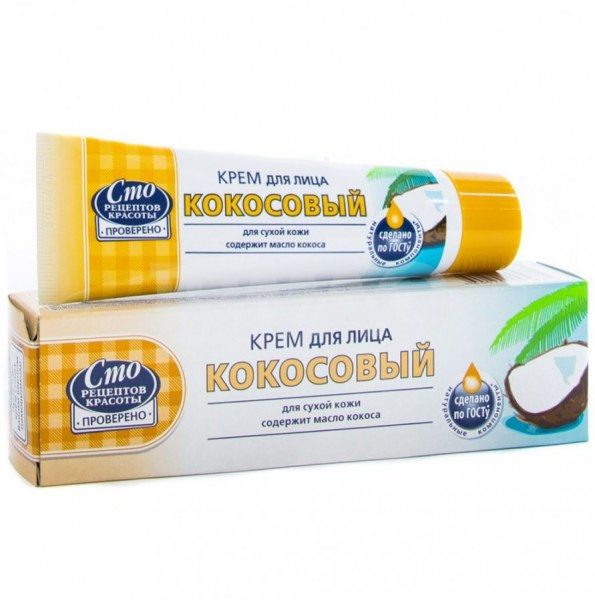 Сто
РЕЦЕПТОВ
КРАСОТЫ
ПРОВЕРЕНО
КРЕМ ДЛЯ ЛИЦА
КОКОСОВЫЙ
для сухой кожи
содержит масло кокоса
сделано
по ГОСТу
натуральные компоненты
Сто
РЕЦЕПТОВ
КРАСОТЫ
ПРОВЕРЕНО
КРЕМ ДЛЯ ЛИЦА
КОКОСОВЫЙ
для сухой кожи
содержит масло кокоса
сделано
по ГОСТу
натуральные компоненты